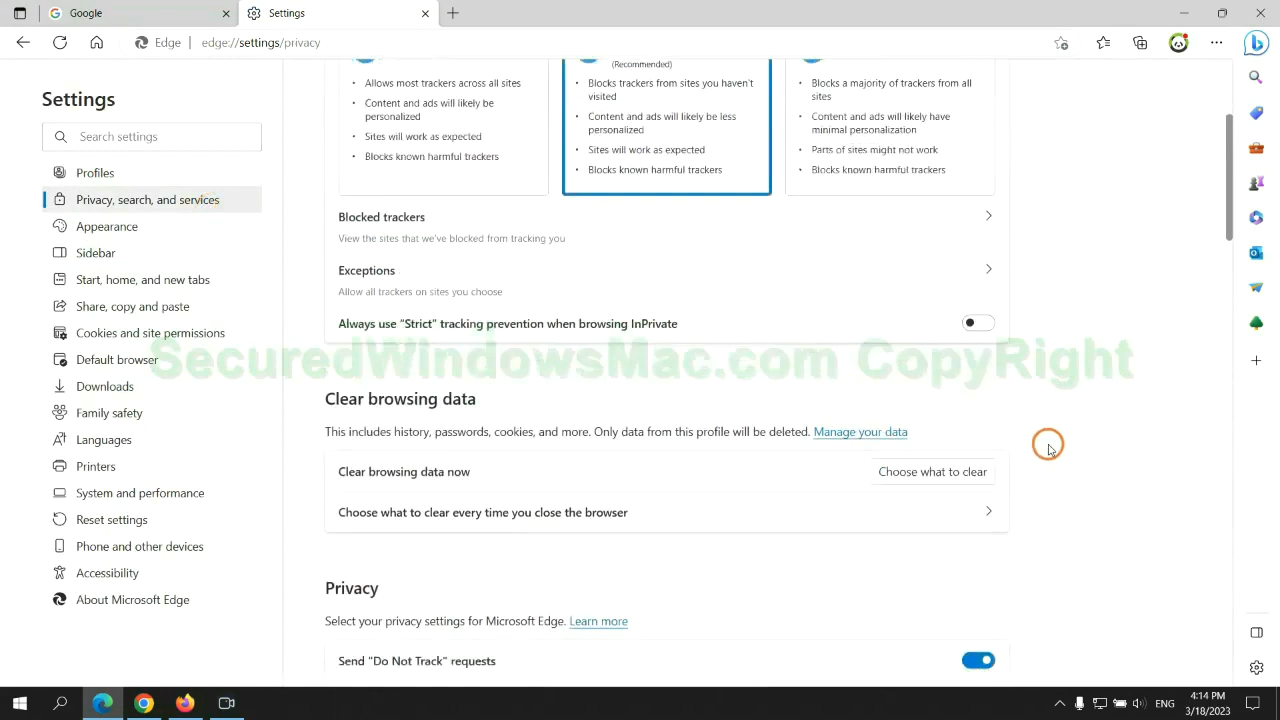 Google
Settings
Edge
edge://settings/privacy
Settings
Search settings
Profiles
Privacy, search, and services
Appearance
Sidebar
Start, home, and new tabs
Share, copy and paste
Cookies and site permissions
Default browser
Downloads
Family safety
Languages
Printers
System and performance
Reset settings
Phone and other devices
Accessibility
About Microsoft Edge
• Allows most trackers across all sites
• Content and ads will likely be
personalized
• Sites will work as expected
• Blocks known harmful trackers
(Recommended)
• Blocks trackers from sites you haven't
visited
• Content and ads will likely be less
personalized
• Sites will work as expected
• Blocks known harmful trackers
• Blocks a majority of trackers from all
sites
• Content and ads will likely have
minimal personalization
• Parts of sites might not work
• Blocks known harmful trackers
Blocked trackers
View the sites that we've blocked from tracking you
Exceptions
Allow all trackers on sites you choose
Always use "Strict" tracking prevention when browsing InPrivate
SecuredWindowsMac.com CopyRight
Clear browsing data
This includes history, passwords, cookies, and more. Only data from this profile will be deleted. Manage your data
Clear browsing data now
Choose what to clear
Choose what to clear every time you close the browser
Privacy
Select your privacy settings for Microsoft Edge. Learn more
Send "Do Not Track" requests
ENG
4:14 PM
3/18/2023